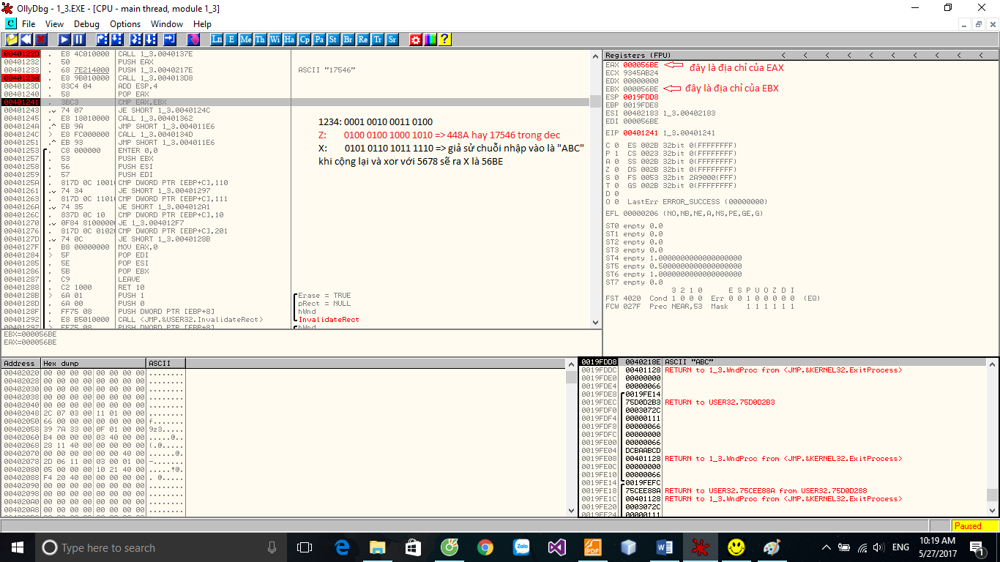 OllyDbg - 1_3.EXE - [CPU - main thread, module 1_3]
C File View Debug Options Window Help
Ln E Me Th Wi Ha Cp Pa St Br Re Tr Sr ?
0040122D . E8 4C010000 CALL 1_3.0040137E
00401232 . 50 PUSH EAX
00401233 . 68 7E214000 PUSH 1_3.0040217E ASCII "17546"
00401238 . E8 9B010000 CALL 1_3.004013D8
0040123D . 83C4 04 ADD ESP,4
00401240 . 58 POP EAX
00401241 . 3BC3 CMP EAX,EBX
00401243 .v 74 07 JE SHORT 1_3.0040124C
00401245 . E8 18010000 CALL 1_3.00401362
0040124A .^ EB 9A JMP SHORT 1_3.004011E6
0040124C > E8 FC000000 CALL 1_3.0040134D
00401251 .^ EB 93 JMP SHORT 1_3.004011E6
00401253 . C8 000000 ENTER 0,0
00401257 . 53 PUSH EBX
00401258 . 56 PUSH ESI
00401259 . 57 PUSH EDI
0040125A . 817D 0C 1001 CMP DWORD PTR [EBP+C],110
00401261 .v 74 34 JE SHORT 1_3.00401297
00401263 . 817D 0C 1101 CMP DWORD PTR [EBP+C],111
0040126A .v 74 35 JE SHORT 1_3.004012A1
0040126C . 837D 0C 10 CMP DWORD PTR [EBP+C],10
00401270 .v 0F84 81000000 JE 1_3.004012F7
00401276 . 817D 0C 0102 CMP DWORD PTR [EBP+C],201
0040127D .v 74 0C JE SHORT 1_3.0040128B
0040127F . B8 00000000 MOV EAX,0
00401284 > 5F POP EDI
00401285 . 5E POP ESI
00401286 . 5B POP EBX
00401287 . C9 LEAVE
00401288 . C2 1000 RET 10
0040128B > 6A 01 PUSH 1 Erase = TRUE
0040128D . 6A 00 PUSH 0 pRect = NULL
0040128F . FF75 08 PUSH DWORD PTR [EBP+8] hWnd
00401292 . E8 B5010000 CALL <JMP.&USER32.InvalidateRect> InvalidateRect
00401297 > FF75 08 PUSH DWORD PTR [EBP+8] hWnd
1234: 0001 0010 0011 0100
Z: 0100 0100 1000 1010 => 448A hay 17546 trong dec
X: 0101 0110 1011 1110 => giả sử chuỗi nhập vào là "ABC"
khi cộng lại và xor với 5678 sẽ ra X là 56BE
EBX=000056BE
EAX=000056BE
Registers (FPU) < < < < < < < < < <
EAX 000056BE đây là địa chỉ của EAX
ECX 9345AB24
EDX 00000000
EBX 000056BE đây là địa chỉ của EBX
ESP 0019FDD8
EBP 0019FDE8
ESI 00402183 1_3.00402183
EDI 000056BE
EIP 00401241 1_3.00401241
C 0 ES 002B 32bit 0(FFFFFFFF)
P 1 CS 0023 32bit 0(FFFFFFFF)
A 0 SS 002B 32bit 0(FFFFFFFF)
Z 0 DS 002B 32bit 0(FFFFFFFF)
S 0 FS 0053 32bit 2A9000(FFF)
T 0 GS 002B 32bit 0(FFFFFFFF)
D 0
O 0 LastErr ERROR_SUCCESS (00000000)
EFL 00000206 (NO,NB,NE,A,NS,PE,GE,G)
ST0 empty 0.0
ST1 empty 0.0
ST2 empty 0.0
ST3 empty 0.0
ST4 empty 1.0000000000000000000
ST5 empty 0.5000000000000000000
ST6 empty 1.0000000000000000000
ST7 empty 0.0
3 2 1 0 E S P U O Z D I
FST 4020 Cond 1 0 0 0 Err 0 0 1 0 0 0 0 0 (EQ)
FCW 027F Prec NEAR,53 Mask 1 1 1 1 1 1
Address Hex dump ASCII
00402020 00 00 00 00 00 00 00 00 ........
00402028 00 00 00 00 00 00 00 00 ........
00402030 00 00 00 00 00 00 00 00 ........
00402038 00 00 00 00 00 00 00 00 ........
00402040 00 00 00 00 00 00 00 00 ........
00402048 2C 07 03 00 11 01 00 00 ,.......
00402050 66 00 00 00 00 00 00 00 f.......
00402058 39 7A 33 00 0F 01 00 00 9z3.....
00402060 B4 00 00 00 03 40 00 00 .....@..
00402068 28 11 40 00 00 00 00 00 (.@.....
00402070 00 00 00 00 00 00 40 00 ......@.
00402078 2D 06 11 00 03 00 01 00 -.......
00402080 05 00 00 00 10 21 40 00 .....!@.
00402088 F4 20 40 00 00 00 00 00 . @.....
00402090 00 00 00 00 00 00 00 00 ........
00402098 00 00 00 00 00 00 00 00 ........
004020A0 00 00 00 00 00 00 00 00 ........
004020A8 00 00 00 00 00 00 00 00 ........
0019FDD8 0040218E ASCII "ABC"
0019FDDC 00401128 RETURN to 1_3.WndProc from <JMP.&KERNEL32.ExitProcess>
0019FDE0 00000000
0019FDE4 00000066
0019FDE8 0019FE14
0019FDEC 75D0D2B3 RETURN to USER32.75D0D2B3
0019FDF0 0003072C
0019FDF4 00000111
0019FDF8 00000066
0019FDFC 00000000
0019FE00 00000066
0019FE04 DCBAABCD
0019FE08 00401128 RETURN to 1_3.WndProc from <JMP.&KERNEL32.ExitProcess>
0019FE0C 00000000
0019FE10 00000066
0019FE14 0019FEFC
0019FE18 75CEE88A RETURN to USER32.75CEE88A from USER32.75D0D288
0019FE1C 00401128 RETURN to 1_3.WndProc from <JMP.&KERNEL32.ExitProcess>
0019FE20 0003072C
0019FE24 00000111
Paused
Type here to search
Zalo
PDF
ENG
10:19 AM
5/27/2017
1